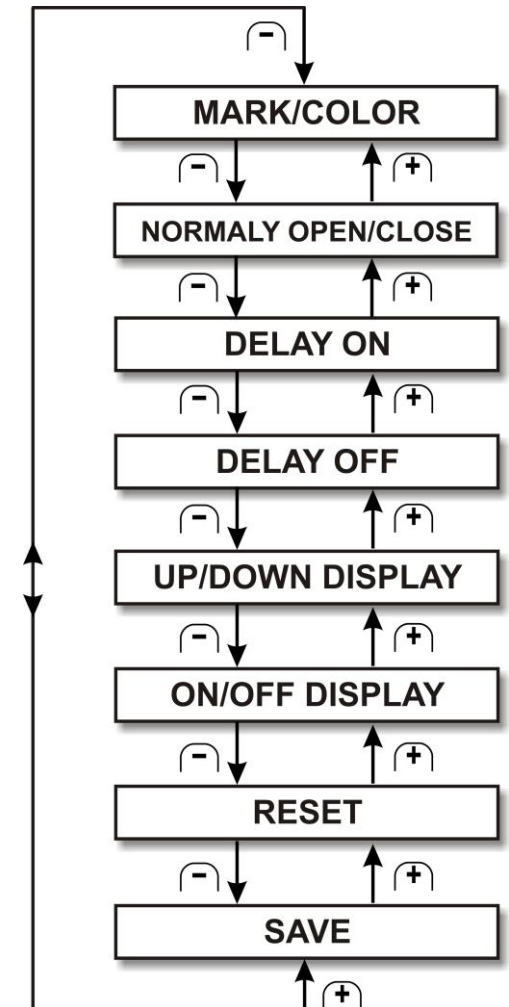 -
MARK/COLOR
- +
NORMALY OPEN/CLOSE
- +
DELAY ON
- +
DELAY OFF
- +
UP/DOWN DISPLAY
- +
ON/OFF DISPLAY
- +
RESET
- +
SAVE
+